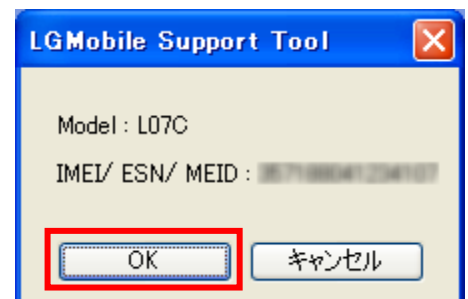 LGMobile Support Tool
Model : L07C
IMEI/ ESN/ MEID :
OK
キャンセル